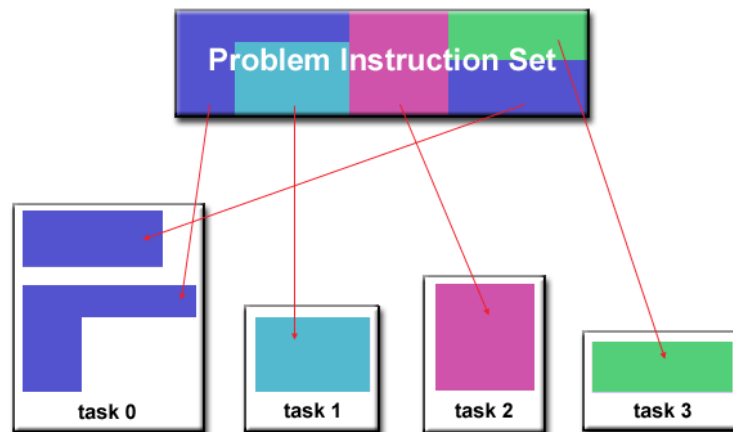 Problem Instruction Set
task 0
task 1
task 2
task 3